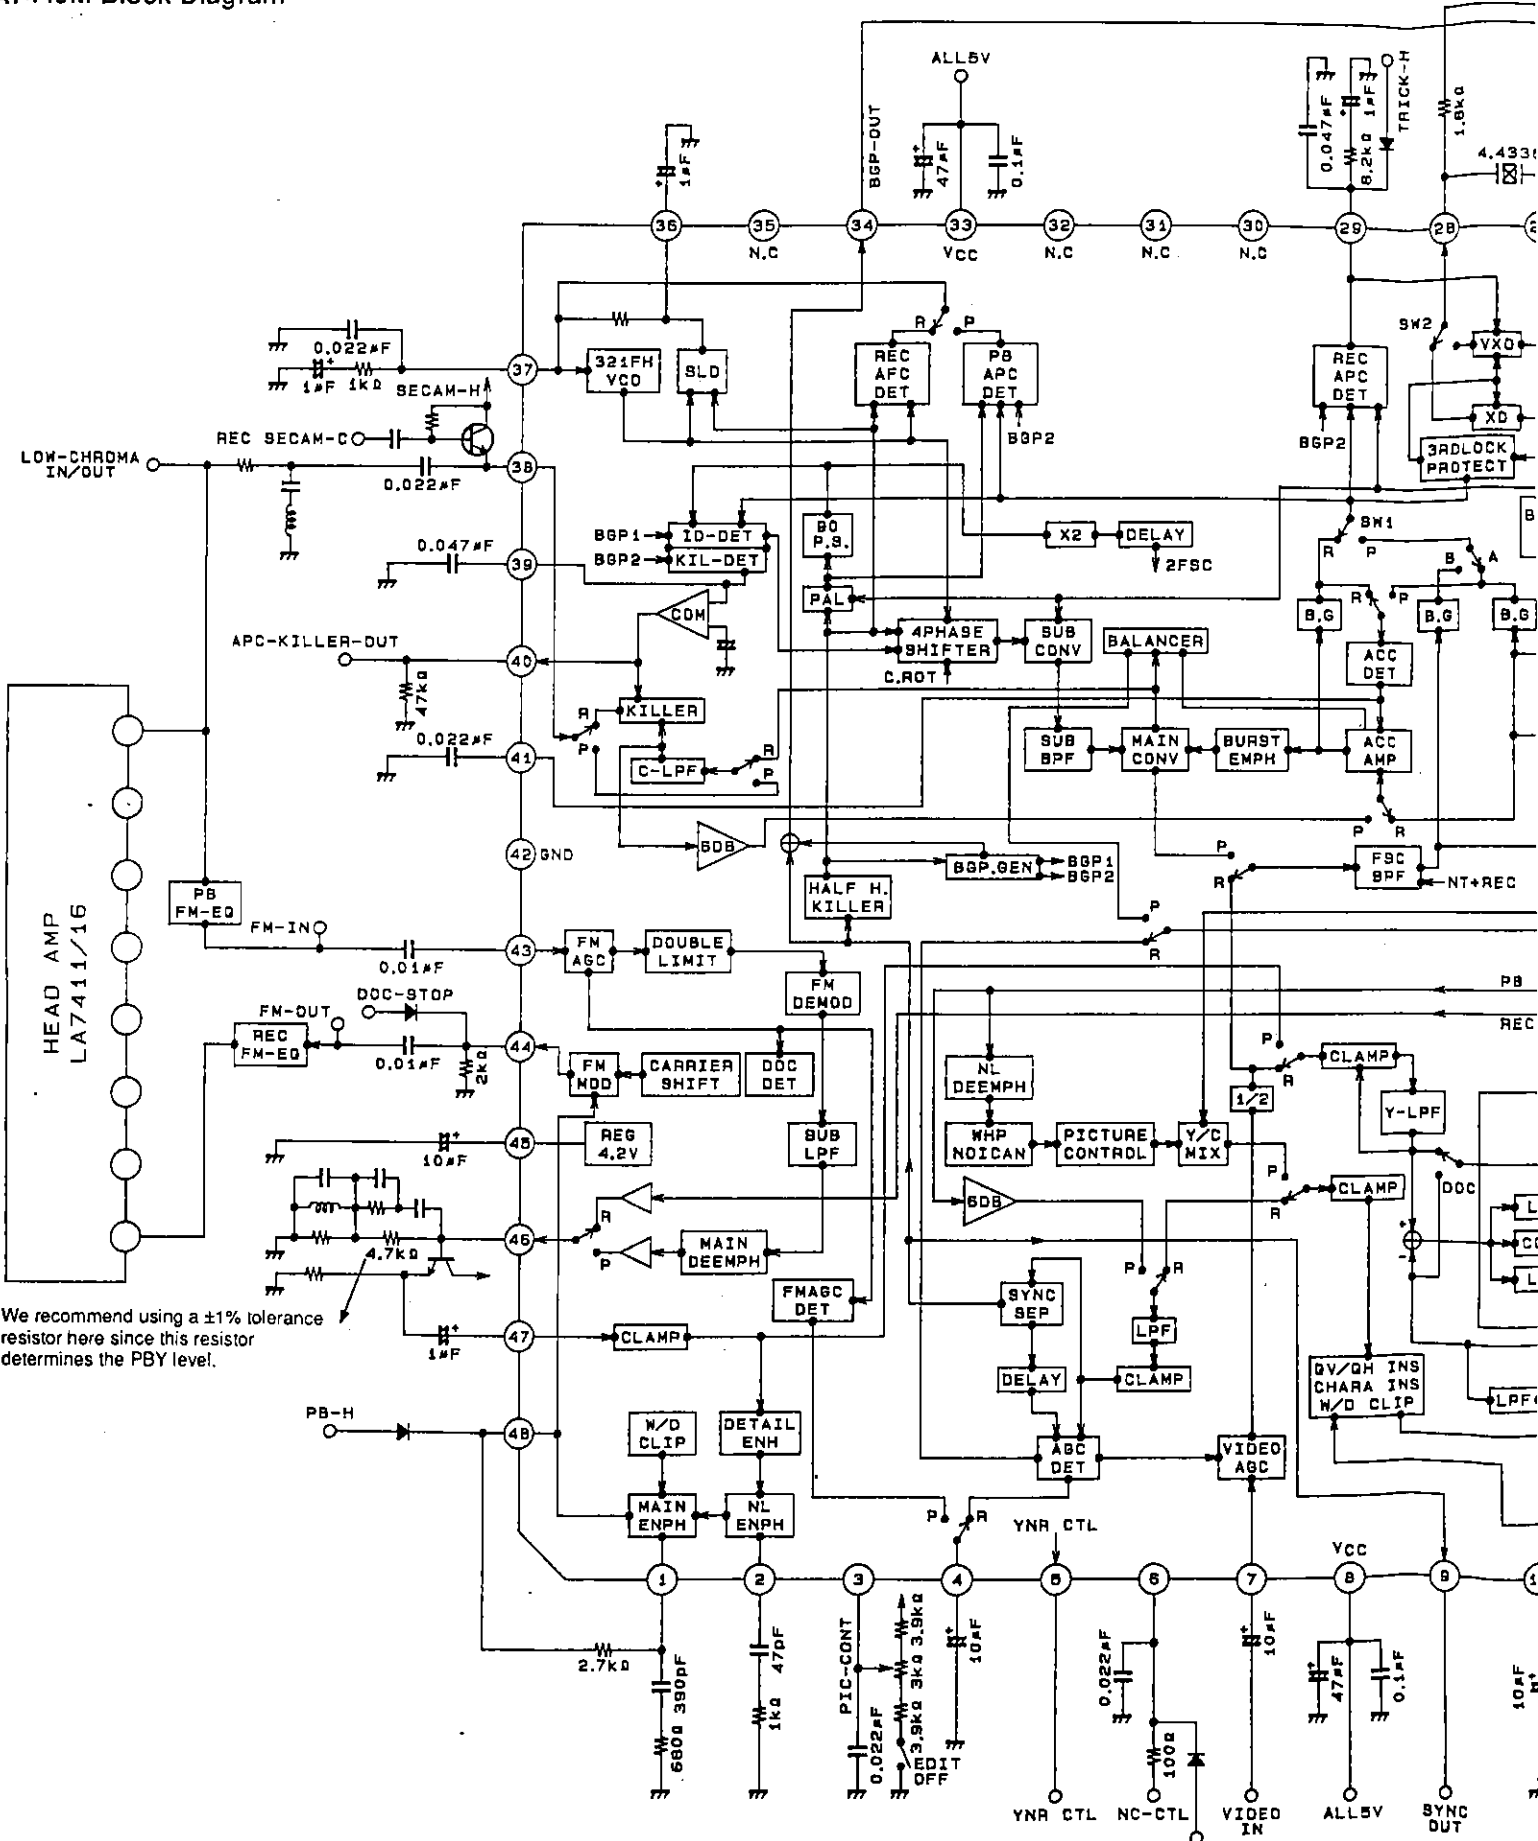 Block Diagram
ALL5V
BGP-OUT
47µF
0.1µF
1µF
0.047µF
8.2kΩ
1µF
TRICK-H
1.8kΩ
36
35
34
33
32
31
30
29
28
N.C
VCC
N.C
N.C
N.C
0.022µF
1µF
1kΩ
37
321FH
VCO
SLD
R
P
REC
AFC
DET
PB
APC
DET
BGP2
REC
APC
DET
BGP2
SW2
VXO
XO
3RDLOCK
PROTECT
SECAM-H
REC SECAM-C
LOW-CHROMA
IN/OUT
0.022µF
38
BGP1
BGP2
ID-DET
KIL-DET
90
P.S.
X2
DELAY
2FSC
SW1
R
P
B
A
0.047µF
39
COM
PAL
4PHASE
SHIFTER
C.ROT
SUB
CONV
BALANCER
B.G
R
P
B.G
B.G
ACC
DET
APC-KILLER-OUT
40
47kΩ
R
P
KILLER
C-LPF
R
P
SUB
BPF
MAIN
CONV
BURST
EMPH
ACC
AMP
0.022µF
41
P
R
42
GND
6DB
BGP.GEN
BGP1
BGP2
P
R
FSC
BPF
NT+REC
HALF H.
KILLER
P
R
HEAD AMP
LA7411/16
PB
FM-EQ
FM-IN
0.01µF
43
FM
AGC
DOUBLE
LIMIT
FM
DEMOD
PB
REC
DOC-STOP
FM-OUT
REC
FM-EQ
0.01µF
2kΩ
44
FM
MOD
CARRIER
SHIFT
DOC
DET
NL
DEEMPH
P
R
CLAMP
1/2
Y-LPF
10µF
45
REG
4.2V
SUB
LPF
WHP
NOICAN
PICTURE
CONTROL
Y/C
MIX
P
R
CLAMP
DOC
6DB
4.7kΩ
46
R
P
MAIN
DEEMPH
+
-
P
R
FMAGC
DET
SYNC
SEP
LPF
We recommend using a ±1% tolerance
resistor here since this resistor
determines the PBY level.
1µF
47
CLAMP
DELAY
CLAMP
QV/QH INS
CHARA INS
W/D CLIP
LPF
PB-H
48
W/D
CLIP
DETAIL
ENH
AGC
DET
VIDEO
AGC
MAIN
ENPH
NL
ENPH
P
R
YNR CTL
VCC
1
2
3
4
5
6
7
8
9
2.7kΩ
390pF
680Ω
47pF
1kΩ
PIC-CONT
0.022µF
3.9kΩ
3kΩ
3.9kΩ
EDIT
OFF
10µF
0.022µF
100Ω
10µF
47µF
0.1µF
10µF
YNR CTL
NC-CTL
VIDEO
IN
ALL5V
SYNC
OUT